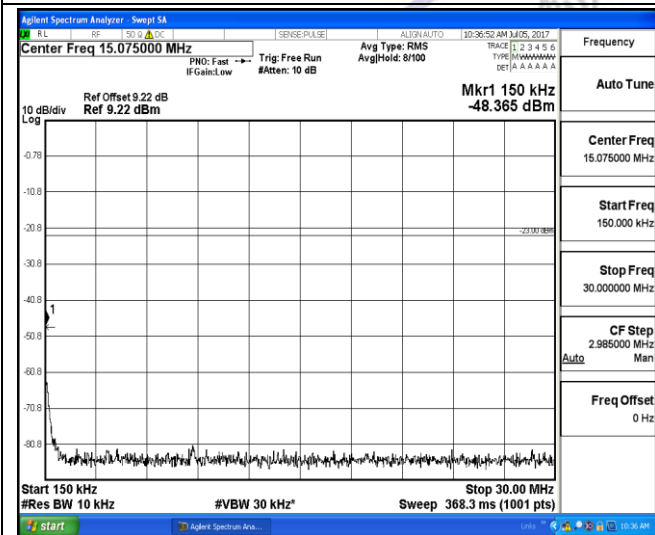 Agilent Spectrum Analyzer - Swept SA
RL RF 50 Ω DC SENSE:PULSE ALIGN AUTO 10:36:52 AM Jul 05, 2017
Center Freq 15.075000 MHz
PNO: Fast
IFGain:Low
Trig: Free Run
#Atten: 10 dB
Avg Type: RMS
Avg|Hold: 8/100
TRACE 1 2 3 4 5 6
TYPE M W W W W W
DET A A A A A A
Frequency
Mkr1 150 kHz
-48.365 dBm
Ref Offset 9.22 dB
10 dB/div Ref 9.22 dBm
Log
-0.78
-10.8
-20.8
-23.00 dBm
-30.8
-40.8
1
-50.8
-60.8
-70.8
-80.8
Start 150 kHz Stop 30.00 MHz
#Res BW 10 kHz #VBW 30 kHz* Sweep 368.3 ms (1001 pts)
Auto Tune
Center Freq
15.075000 MHz
Start Freq
150.000 kHz
Stop Freq
30.000000 MHz
CF Step
2.985000 MHz
Auto Man
Freq Offset
0 Hz
start Agilent Spectrum Ana... Links 10:36 AM